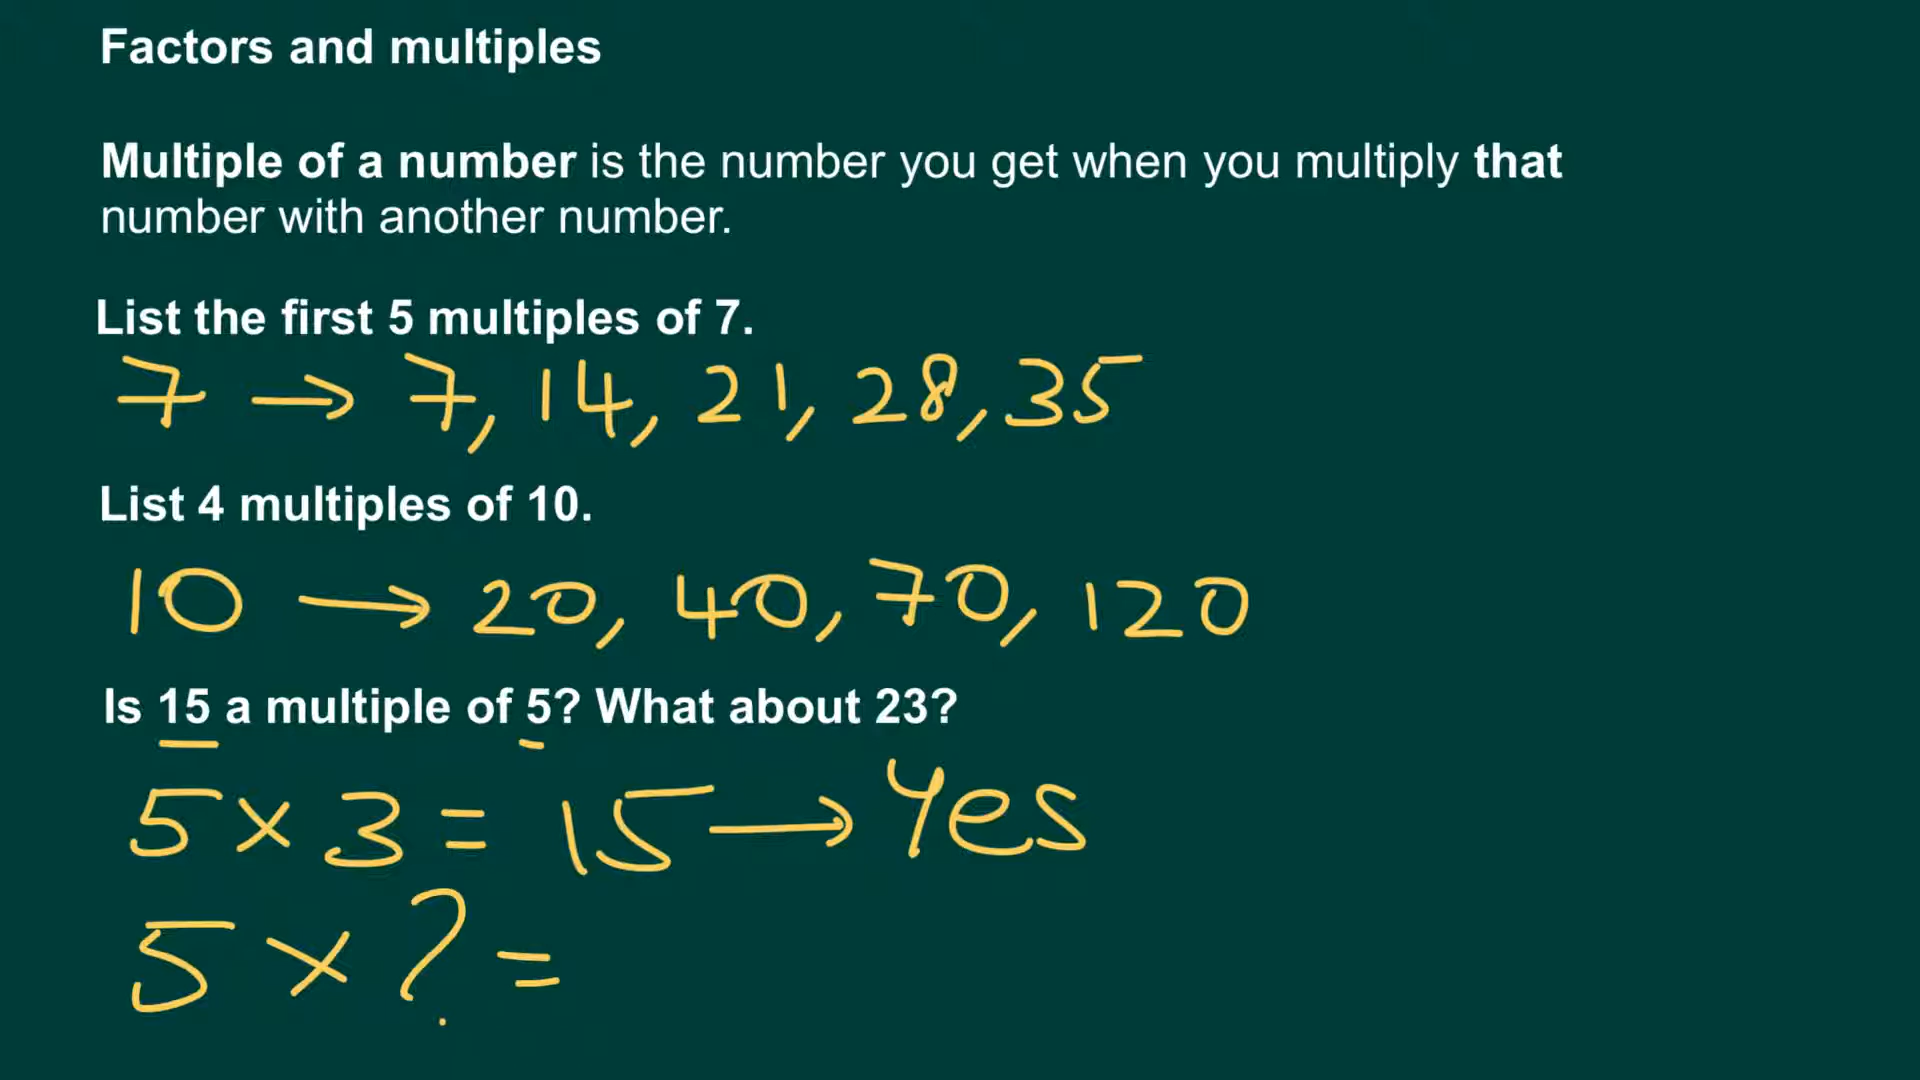 Factors and multiples
Multiple of a number is the number you get when you multiply that
number with another number.
List the first 5 multiples of 7.
7 → 7, 14, 21, 28, 35
List 4 multiples of 10.
10 → 20, 40, 70, 120
Is 15 a multiple of 5? What about 23?
5 × 3 = 15 → Yes
5 × ? =